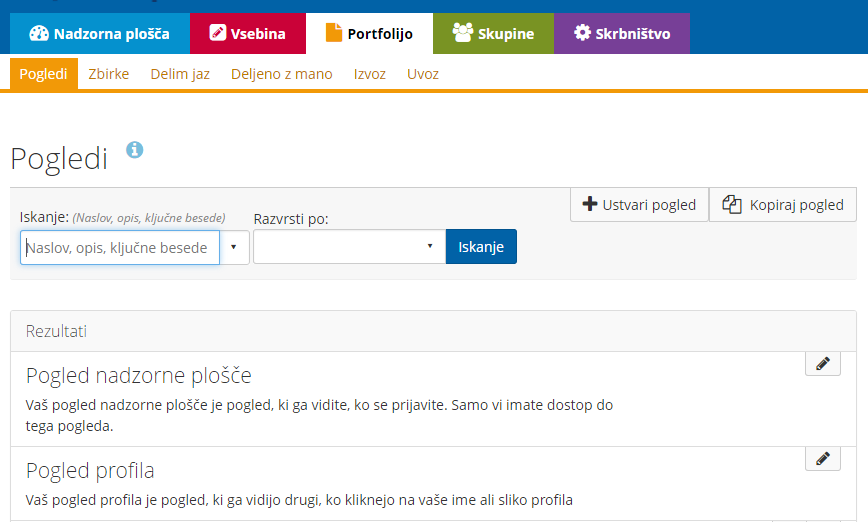 Nadzorna plošča Vsebina Portfolijo Skupine Skrbništvo
Pogledi Zbirke Delim jaz Deljeno z mano Izvoz Uvoz
Pogledi
Ustvari pogled Kopiraj pogled
Iskanje: (Naslov, opis, ključne besede) Razvrsti po:
Naslov, opis, ključne besede Iskanje
Rezultati
Pogled nadzorne plošče
Vaš pogled nadzorne plošče je pogled, ki ga vidite, ko se prijavite. Samo vi imate dostop do
tega pogleda.
Pogled profila
Vaš pogled profila je pogled, ki ga vidijo drugi, ko kliknejo na vaše ime ali sliko profila